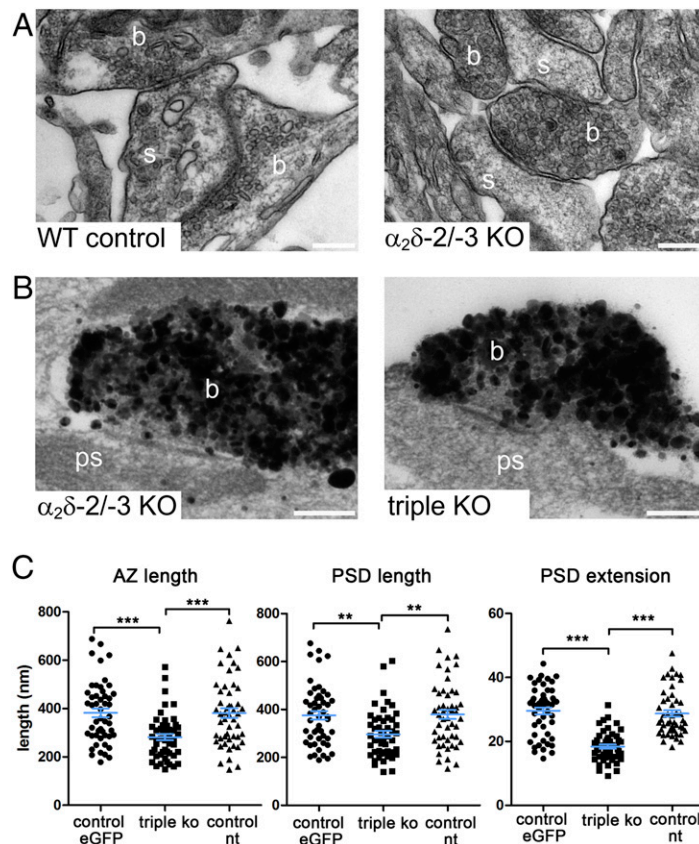 A
b
s
b
WT control
b
s
b
s
α₂δ-2/-3 KO
B
b
ps
α₂δ-2/-3 KO
b
ps
triple KO
C
AZ length
PSD length
PSD extension
length (nm)
800
600
400
200
0
*** ***
control eGFP
triple ko
control nt
800
600
400
200
0
** **
control eGFP
triple ko
control nt
60
40
20
0
*** ***
control eGFP
triple ko
control nt